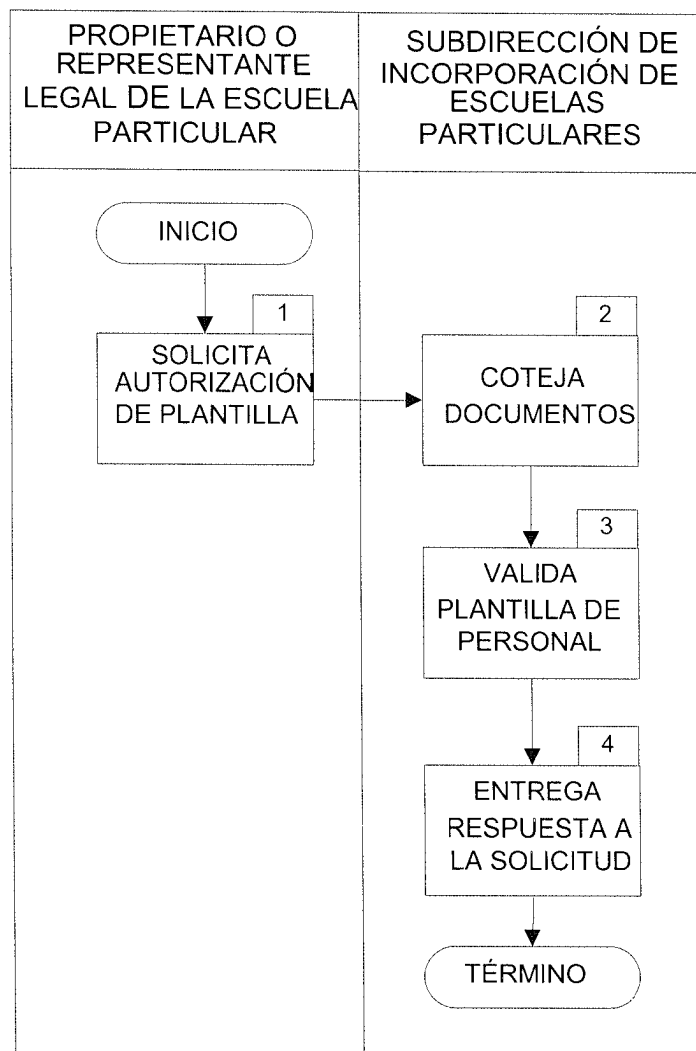 PROPIETARIO O
REPRESENTANTE
LEGAL DE LA ESCUELA
PARTICULAR
SUBDIRECCIÓN DE
INCORPORACIÓN DE
ESCUELAS
PARTICULARES
INICIO
1
SOLICITA
AUTORIZACIÓN
DE PLANTILLA
2
COTEJA
DOCUMENTOS
3
VALIDA
PLANTILLA DE
PERSONAL
4
ENTREGA
RESPUESTA A
LA SOLICITUD
TÉRMINO